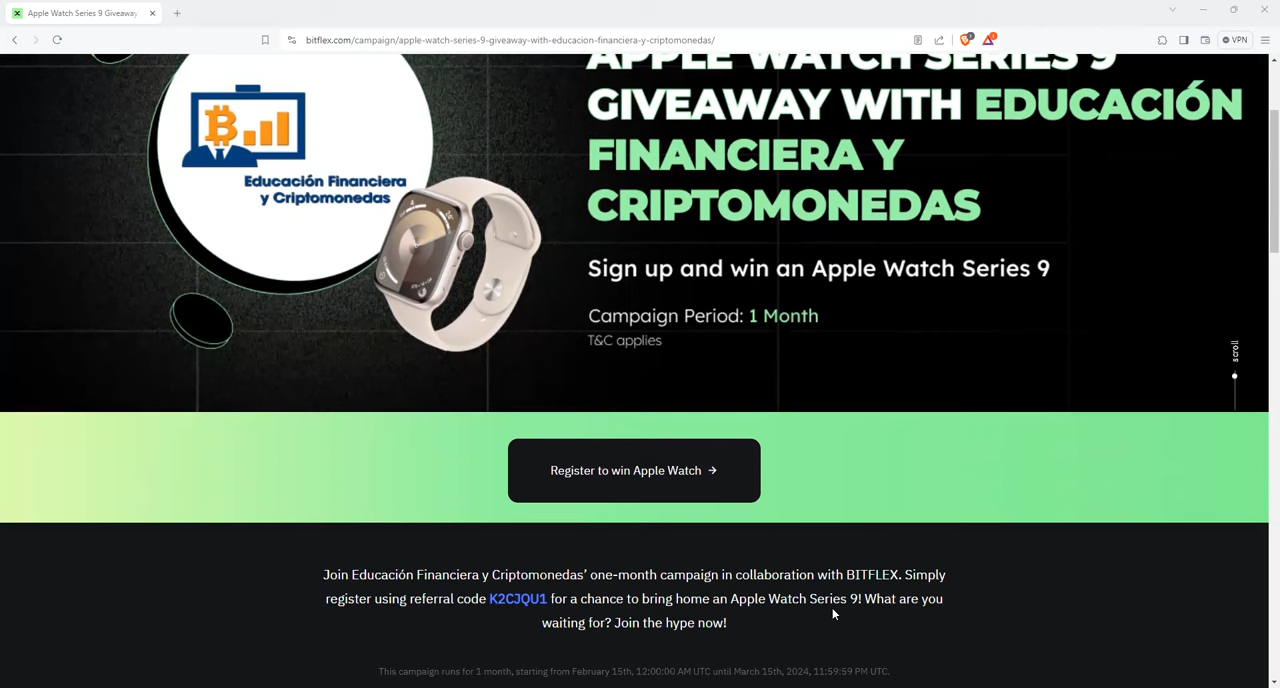 Apple Watch Series 9 Giveaway
bitflex.com/campaign/apple-watch-series-9-giveaway-with-educacion-financiera-y-criptomonedas/
VPN
APPLE WATCH SERIES 9
GIVEAWAY WITH EDUCACIÓN
FINANCIERA Y
CRIPTOMONEDAS
Educación Financiera
y Criptomonedas
Sign up and win an Apple Watch Series 9
Campaign Period: 1 Month
T&C applies
scroll
Register to win Apple Watch →
Join Educación Financiera y Criptomonedas’ one-month campaign in collaboration with BITFLEX. Simply
register using referral code K2CJQU1 for a chance to bring home an Apple Watch Series 9! What are you
waiting for? Join the hype now!
This campaign runs for 1 month, starting from February 15th, 12:00:00 AM UTC until March 15th, 2024, 11:59:59 PM UTC.